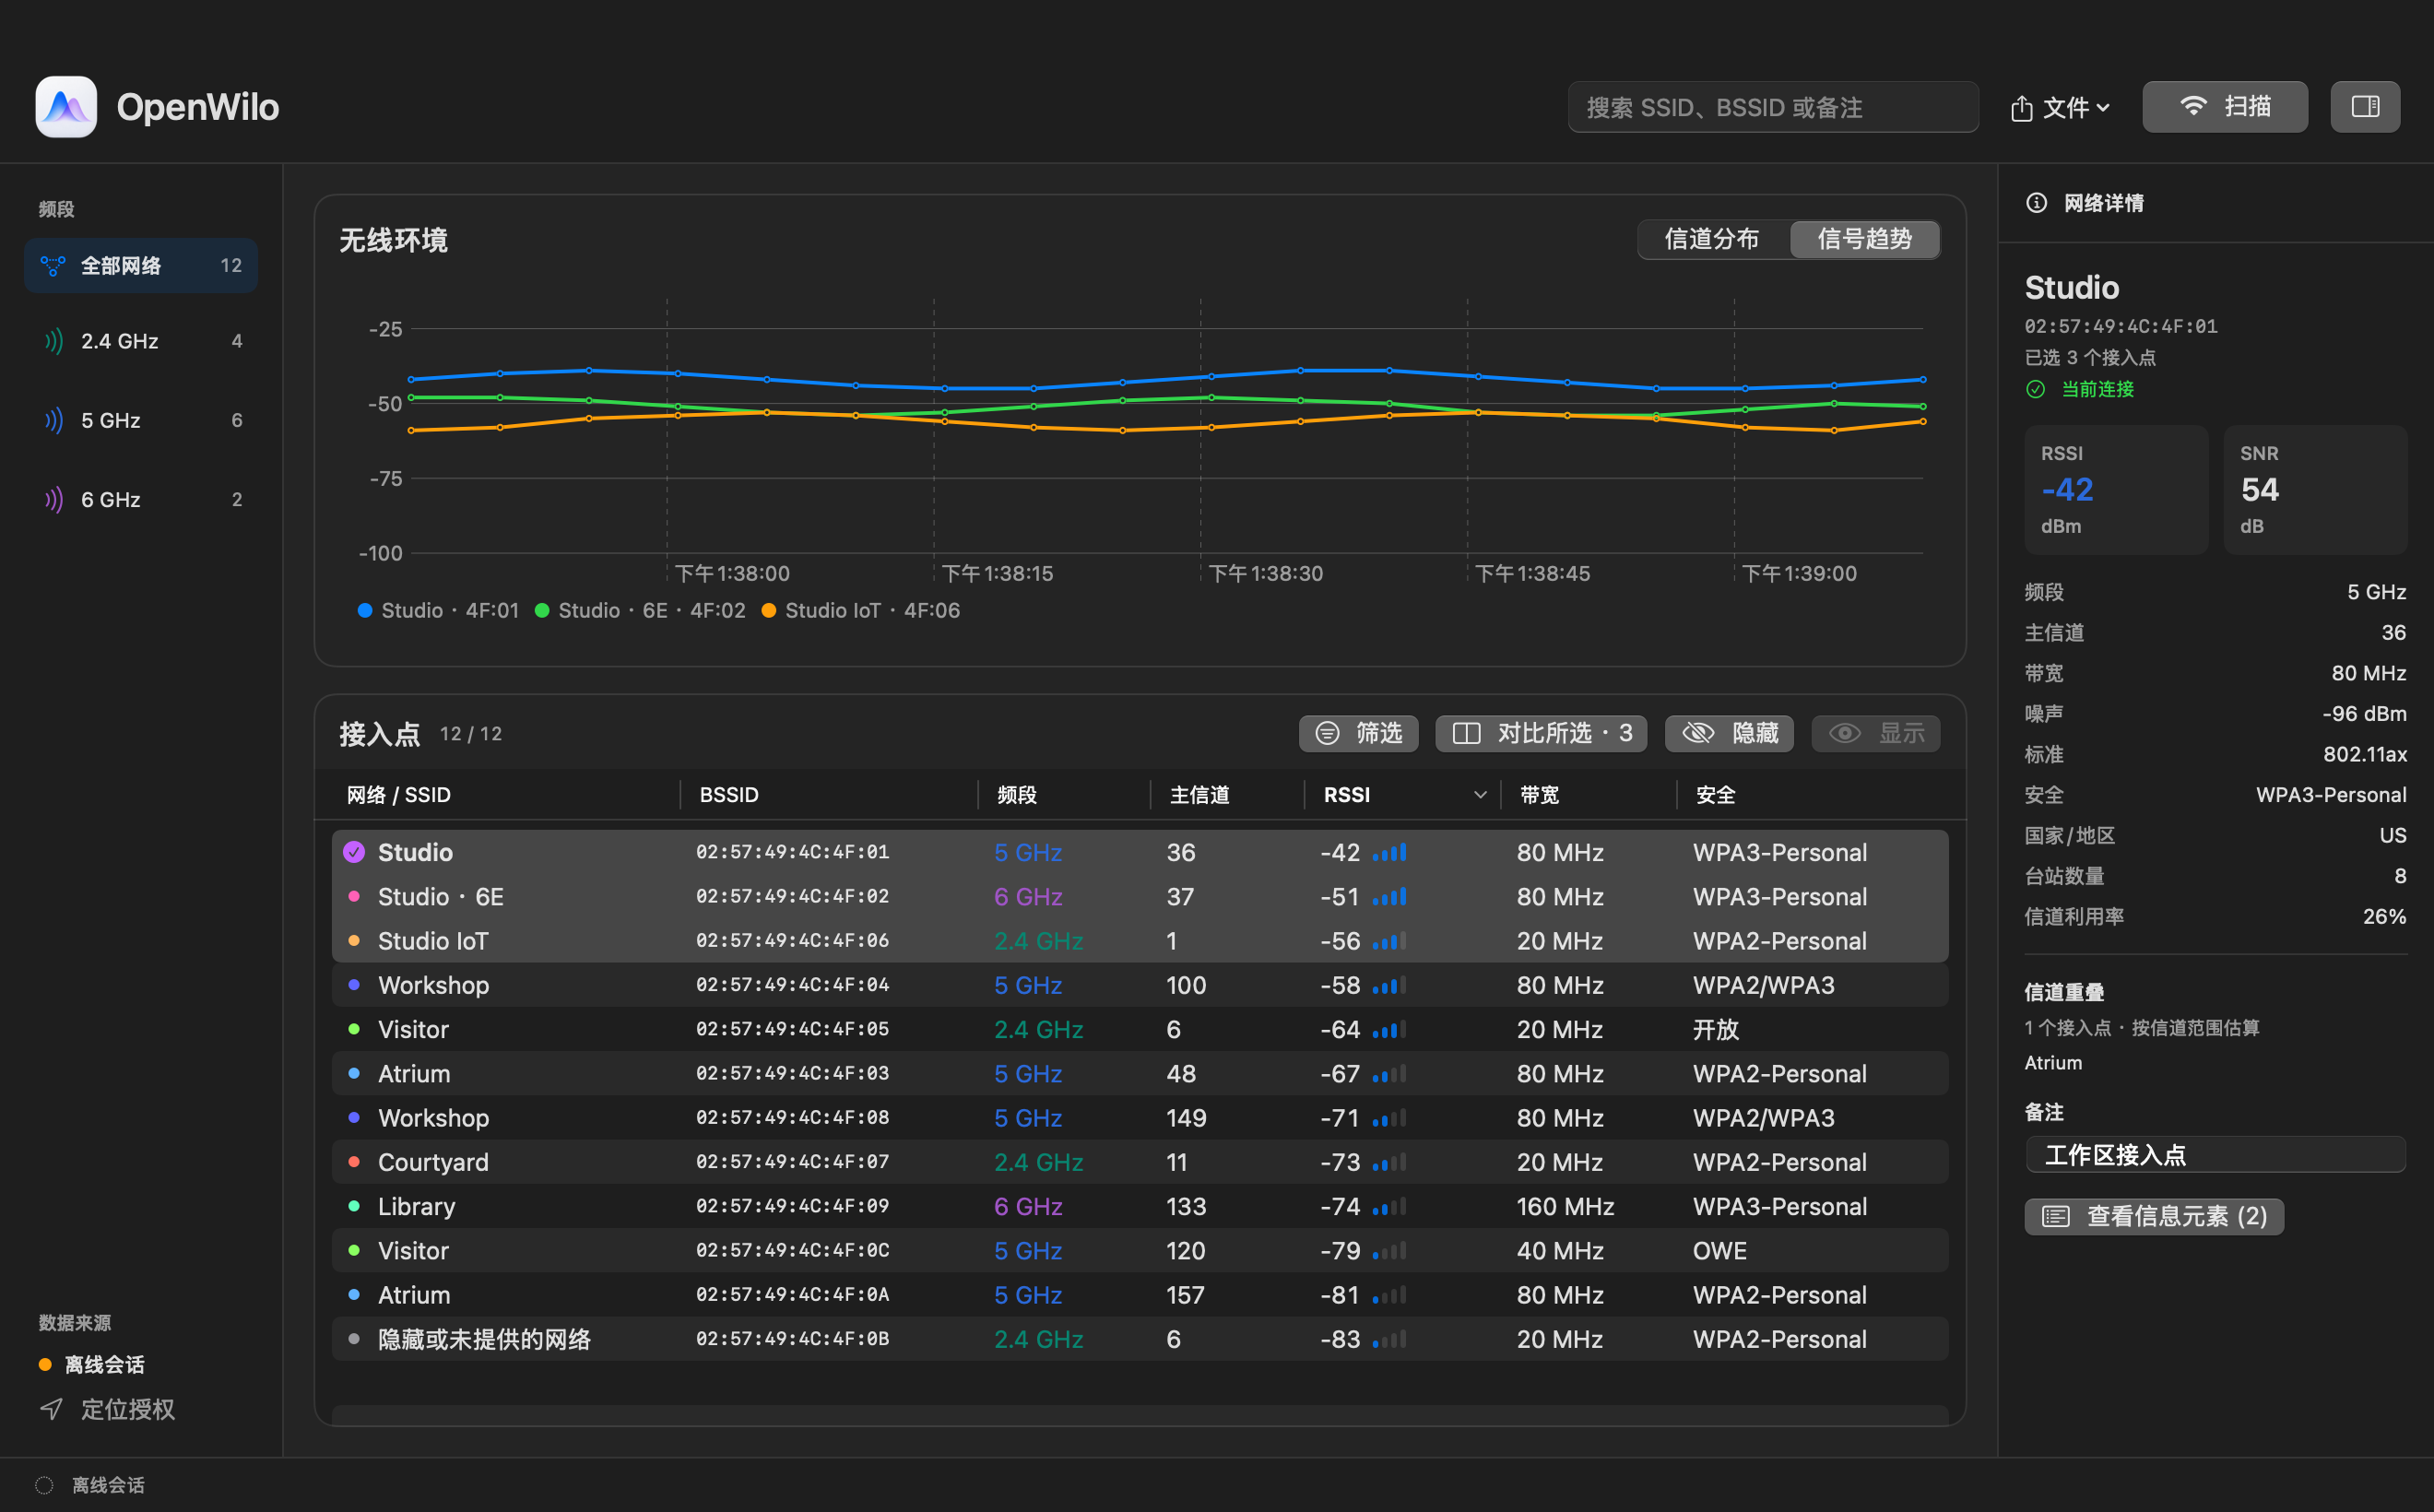 OpenWilo
搜索 SSID、BSSID 或备注
文件
扫描
频段
全部网络 12
2.4 GHz 4
5 GHz 6
6 GHz 2
数据来源
离线会话
定位授权
无线环境
信道分布 信号趋势
-25
-50
-75
-100
下午1:38:00 下午1:38:15 下午1:38:30 下午1:38:45 下午1:39:00
Studio · 4F:01 Studio · 6E · 4F:02 Studio IoT · 4F:06
接入点 12 / 12
筛选 对比所选 · 3 隐藏 显示
网络 / SSID BSSID 频段 主信道 RSSI 带宽 安全
Studio 02:57:49:4C:4F:01 5 GHz 36 -42 80 MHz WPA3-Personal
Studio · 6E 02:57:49:4C:4F:02 6 GHz 37 -51 80 MHz WPA3-Personal
Studio IoT 02:57:49:4C:4F:06 2.4 GHz 1 -56 20 MHz WPA2-Personal
Workshop 02:57:49:4C:4F:04 5 GHz 100 -58 80 MHz WPA2/WPA3
Visitor 02:57:49:4C:4F:05 2.4 GHz 6 -64 20 MHz 开放
Atrium 02:57:49:4C:4F:03 5 GHz 48 -67 80 MHz WPA2-Personal
Workshop 02:57:49:4C:4F:08 5 GHz 149 -71 80 MHz WPA2/WPA3
Courtyard 02:57:49:4C:4F:07 2.4 GHz 11 -73 20 MHz WPA2-Personal
Library 02:57:49:4C:4F:09 6 GHz 133 -74 160 MHz WPA3-Personal
Visitor 02:57:49:4C:4F:0C 5 GHz 120 -79 40 MHz OWE
Atrium 02:57:49:4C:4F:0A 5 GHz 157 -81 80 MHz WPA2-Personal
隐藏或未提供的网络 02:57:49:4C:4F:0B 2.4 GHz 6 -83 20 MHz WPA2-Personal
网络详情
Studio
02:57:49:4C:4F:01
已选 3 个接入点
当前连接
RSSI SNR
-42 54
dBm dB
频段 5 GHz
主信道 36
带宽 80 MHz
噪声 -96 dBm
标准 802.11ax
安全 WPA3-Personal
国家/地区 US
台站数量 8
信道利用率 26%
信道重叠
1 个接入点 · 按信道范围估算
Atrium
备注
工作区接入点
查看信息元素 (2)
离线会话